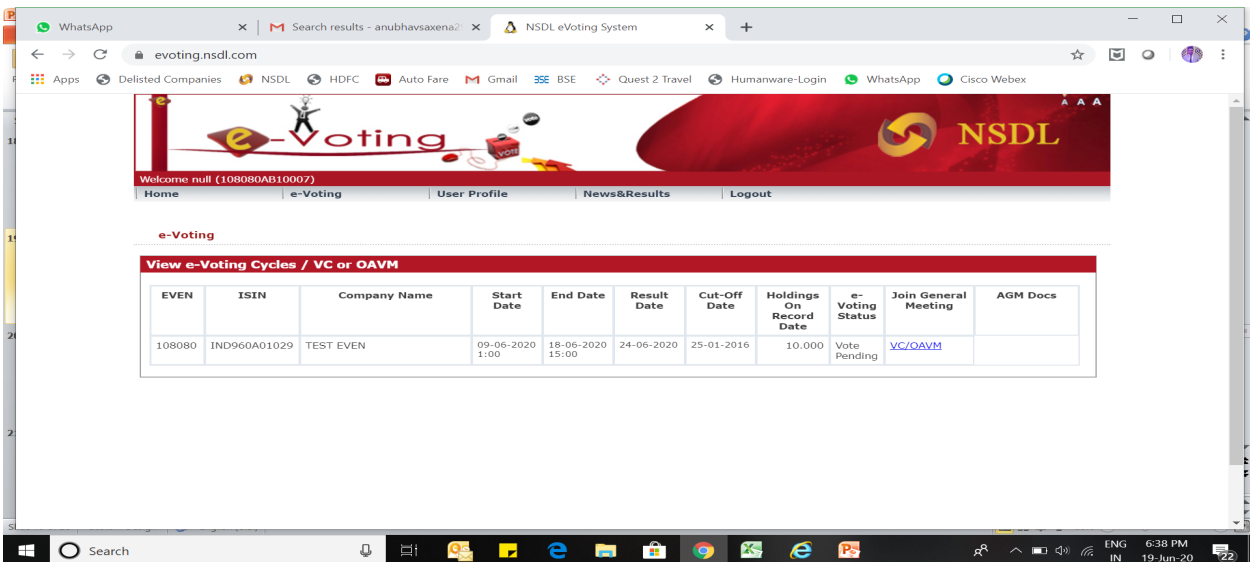 WhatsApp
Search results - anubhavsaxena2
NSDL eVoting System
evoting.nsdl.com
Apps
Delisted Companies
NSDL
HDFC
Auto Fare
Gmail
BSE
Quest 2 Travel
Humanware-Login
WhatsApp
Cisco Webex
e-Voting
VOTE
NSDL
A A A
Welcome null (108080AB10007)
Home
e-Voting
User Profile
News&Results
Logout
e-Voting
View e-Voting Cycles / VC or OAVM
EVEN
ISIN
Company Name
Start
Date
End Date
Result
Date
Cut-Off
Date
Holdings
On
Record
Date
e-
Voting
Status
Join General
Meeting
AGM Docs
108080
IND960A01029
TEST EVEN
09-06-2020
1:00
18-06-2020
15:00
24-06-2020
25-01-2016
10.000
Vote
Pending
VC/OAVM
Search
ENG
IN
6:38 PM
19-Jun-20
22